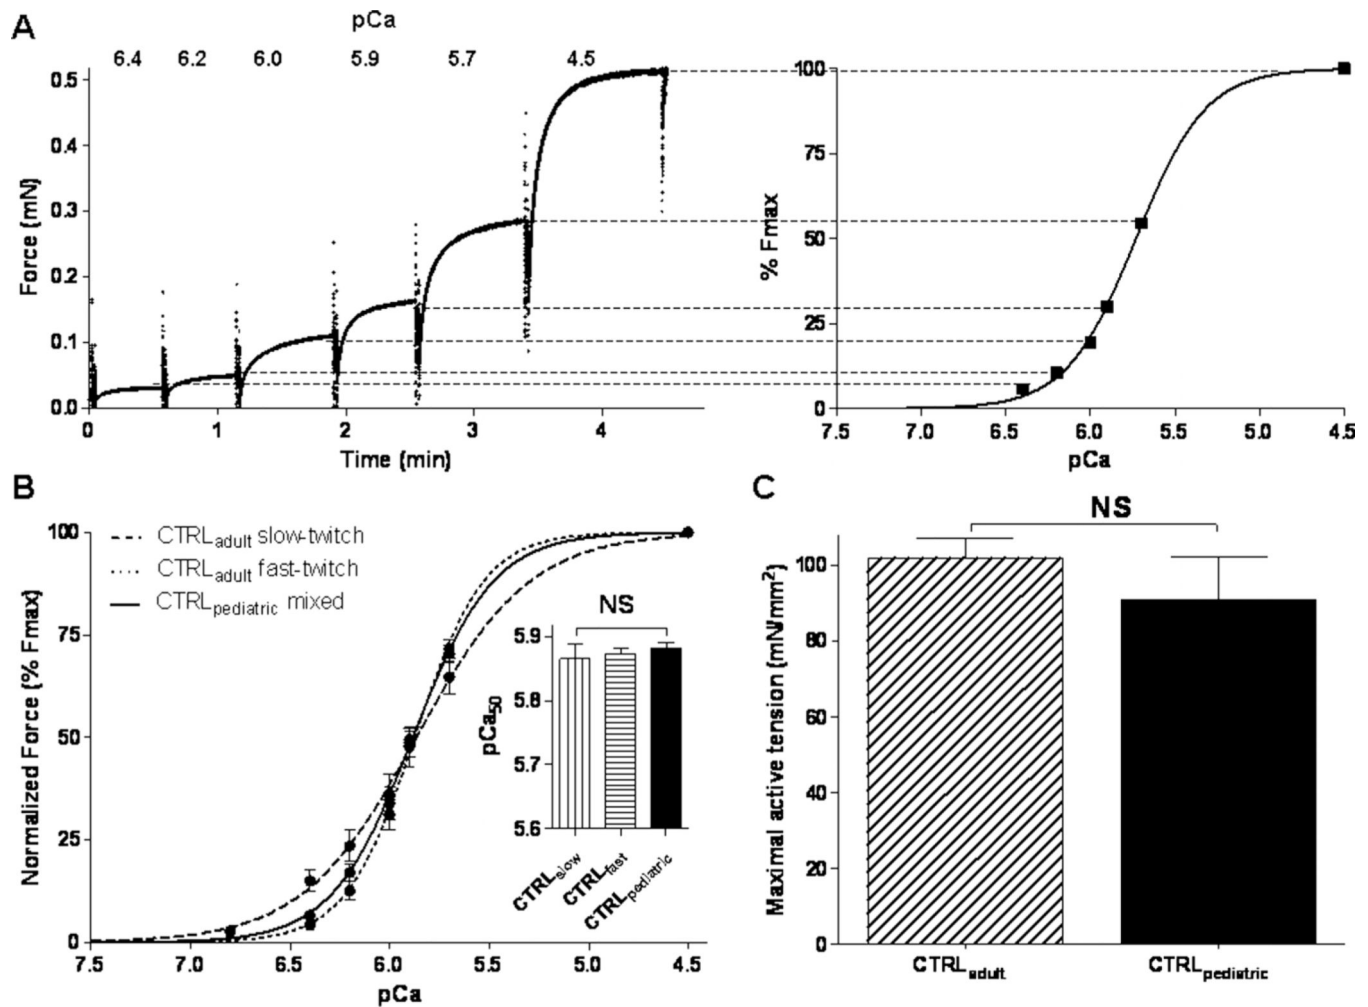 A
pCa
6.4 6.2 6.0 5.9 5.7 4.5
Force (mN)
0.5
0.4
0.3
0.2
0.1
0.0
0 1 2 3 4
Time (min)
% Fmax
100
75
50
25
0
7.5 7.0 6.5 6.0 5.5 5.0 4.5
pCa
B
CTRLadult slow-twitch
CTRLadult fast-twitch
CTRLpediatric mixed
Normalized Force (% Fmax)
100
75
50
25
0
7.5 7.0 6.5 6.0 5.5 5.0 4.5
pCa
NS
pCa50
5.9
5.8
5.7
5.6
CTRLslow
CTRLfast
CTRLpediatric
C
NS
Maximal active tension (mN/mm²)
100
80
60
40
20
0
CTRLadult
CTRLpediatric